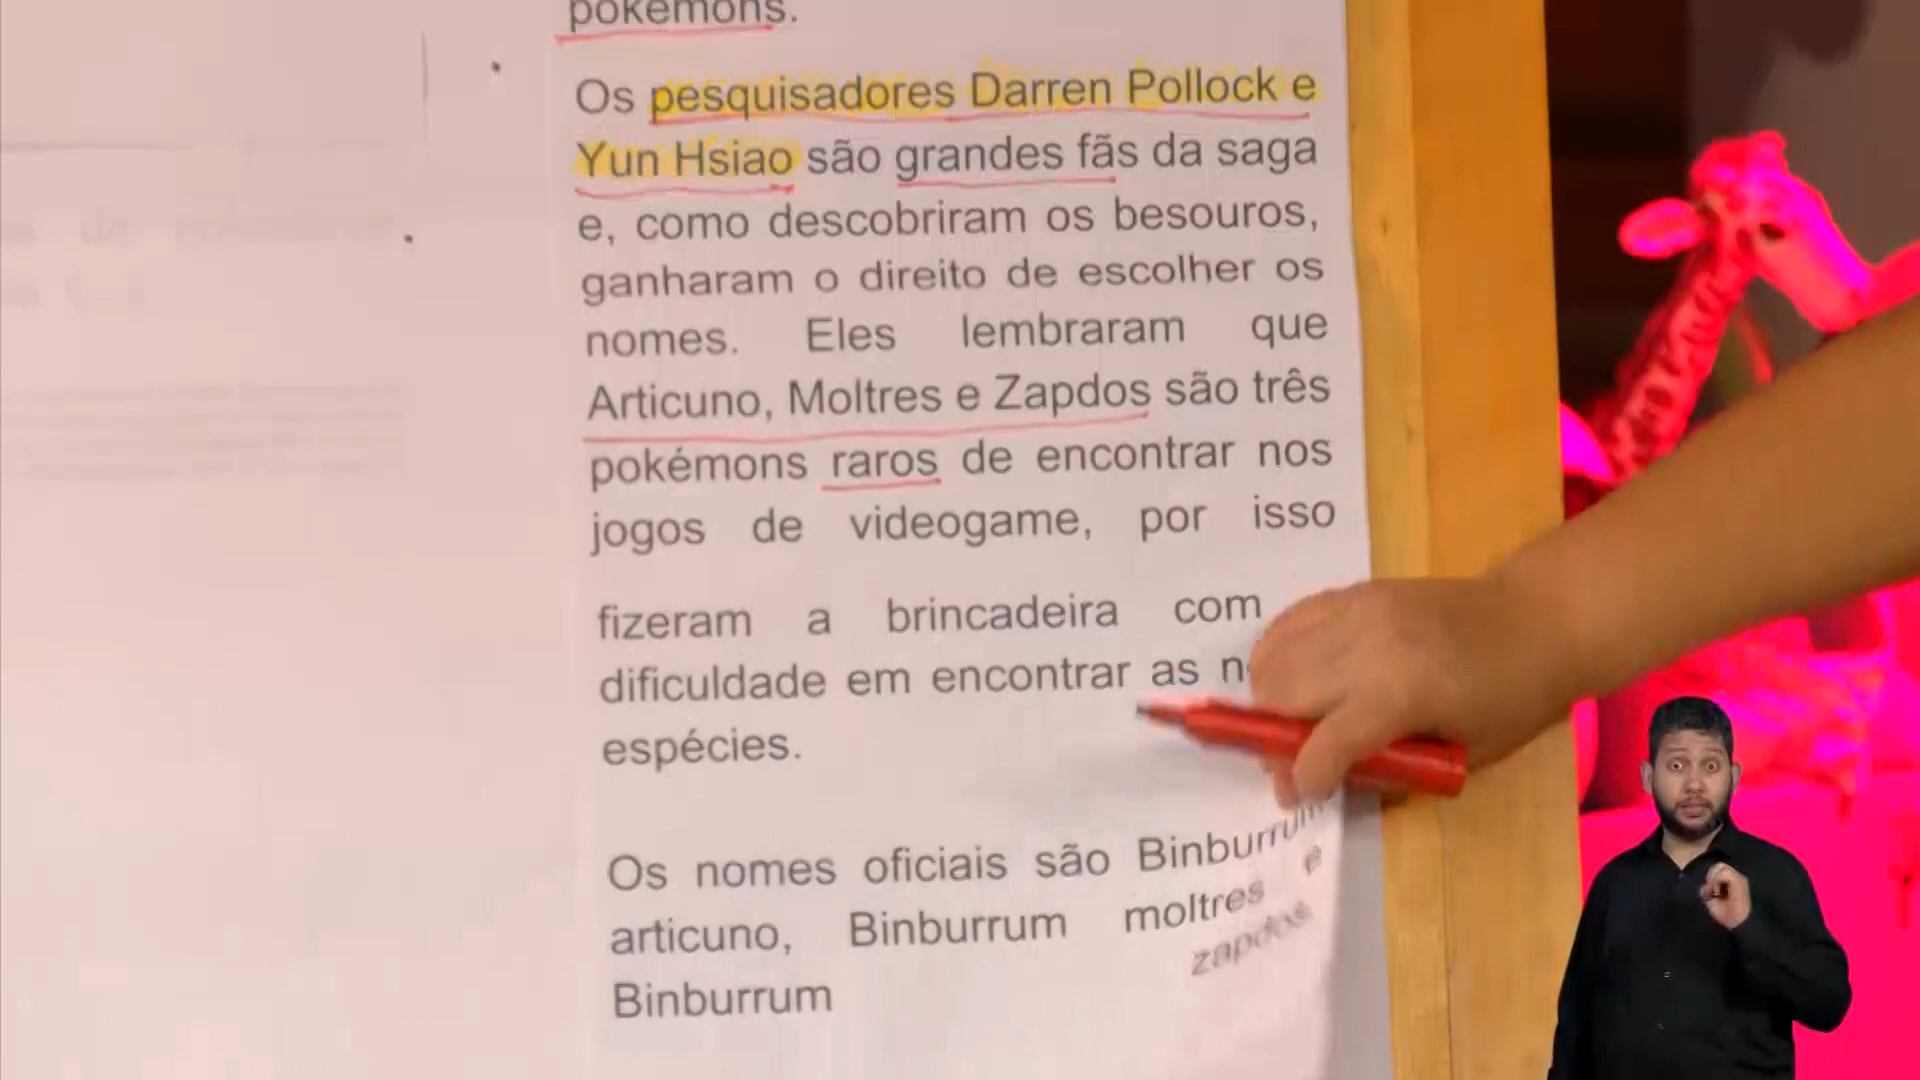 pokémons.
Os pesquisadores Darren Pollock e
Yun Hsiao são grandes fãs da saga
e, como descobriram os besouros,
ganharam o direito de escolher os
nomes. Eles lembraram que
Articuno, Moltres e Zapdos são três
pokémons raros de encontrar nos
jogos de videogame, por isso
fizeram a brincadeira com
dificuldade em encontrar as
espécies.
Os nomes oficiais são Binburrum
articuno, Binburrum moltres e
Binburrum zapdos